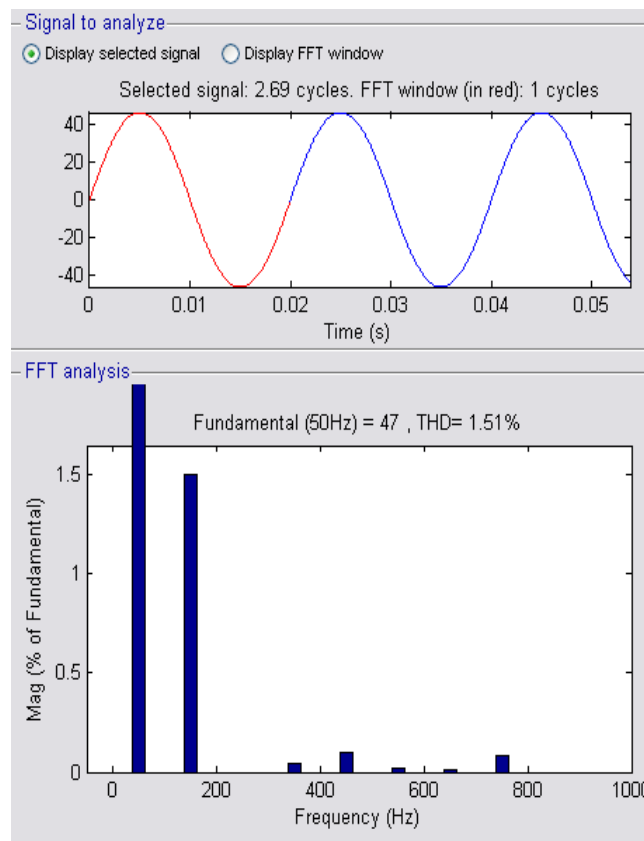 Signal to analyze
Display selected signal Display FFT window
Selected signal: 2.69 cycles. FFT window (in red): 1 cycles
40
20
0
-20
-40
0 0.01 0.02 0.03 0.04 0.05
Time (s)
FFT analysis
Fundamental (50Hz) = 47 , THD= 1.51%
1.5
1
0.5
0
Mag (% of Fundamental)
0 200 400 600 800 1000
Frequency (Hz)